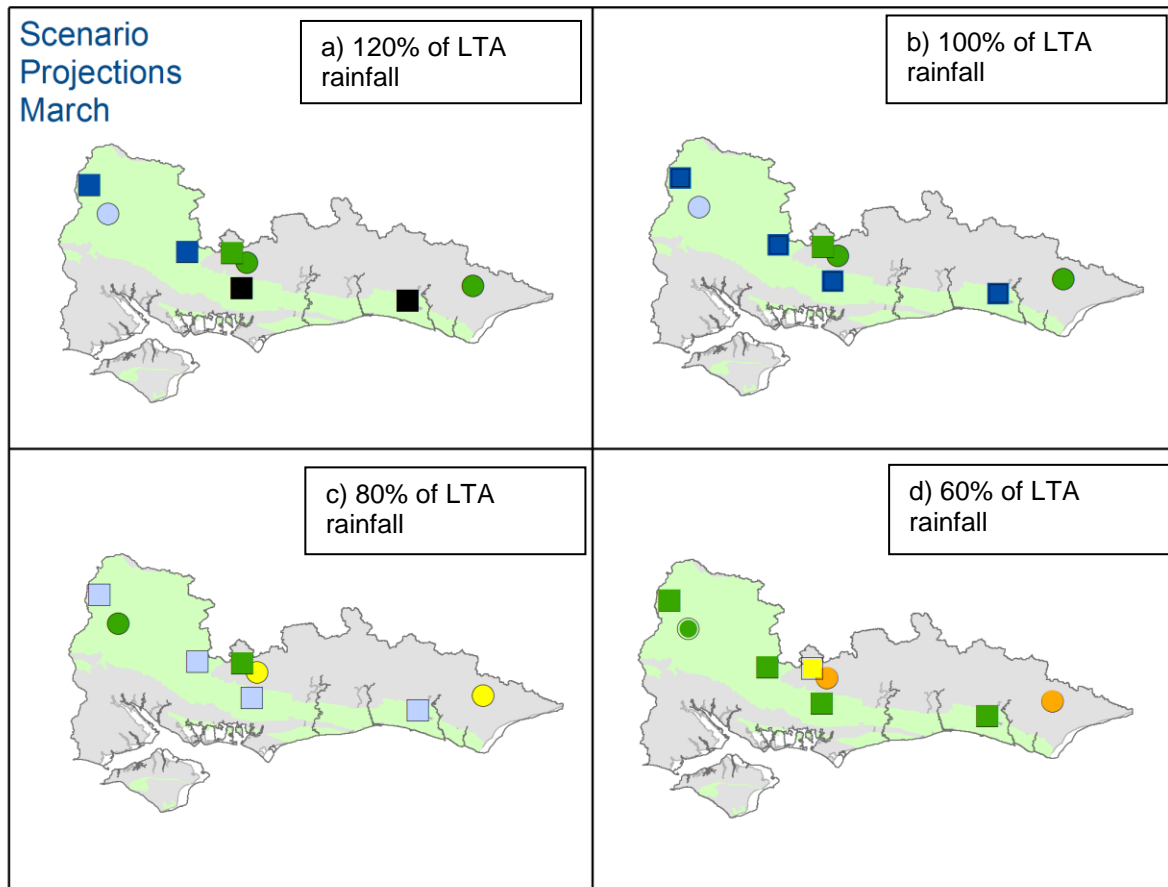 Scenario
Projections
March
a) 120% of LTA
rainfall
b) 100% of LTA
rainfall
c) 80% of LTA
rainfall
d) 60% of LTA
rainfall